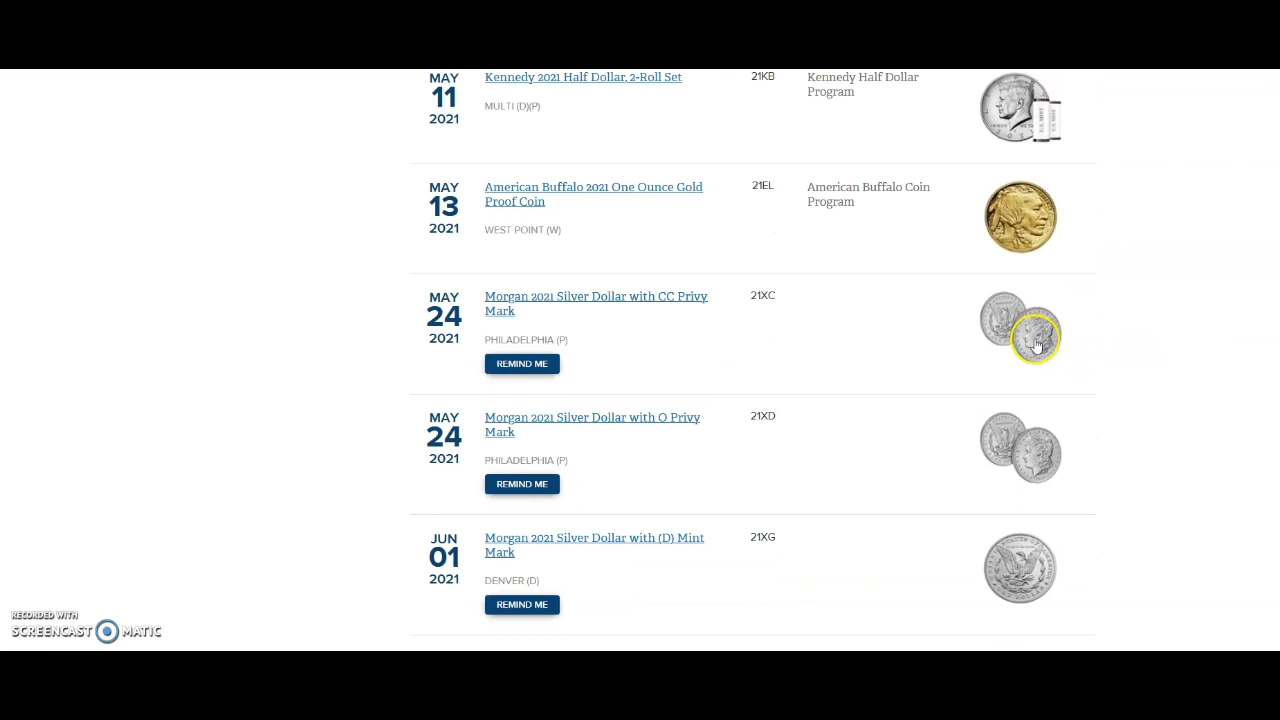 MAY
11
2021
Kennedy 2021 Half Dollar, 2-Roll Set
MULTI (D)(P)
21KB
Kennedy Half Dollar
Program
MAY
13
2021
American Buffalo 2021 One Ounce Gold
Proof Coin
WEST POINT (W)
21EL
American Buffalo Coin
Program
MAY
24
2021
Morgan 2021 Silver Dollar with CC Privy
Mark
PHILADELPHIA (P)
REMIND ME
21XC
MAY
24
2021
Morgan 2021 Silver Dollar with O Privy
Mark
PHILADELPHIA (P)
REMIND ME
21XD
JUN
01
2021
Morgan 2021 Silver Dollar with (D) Mint
Mark
DENVER (D)
REMIND ME
21XG
RECORDED WITH
SCREENCAST MATIC